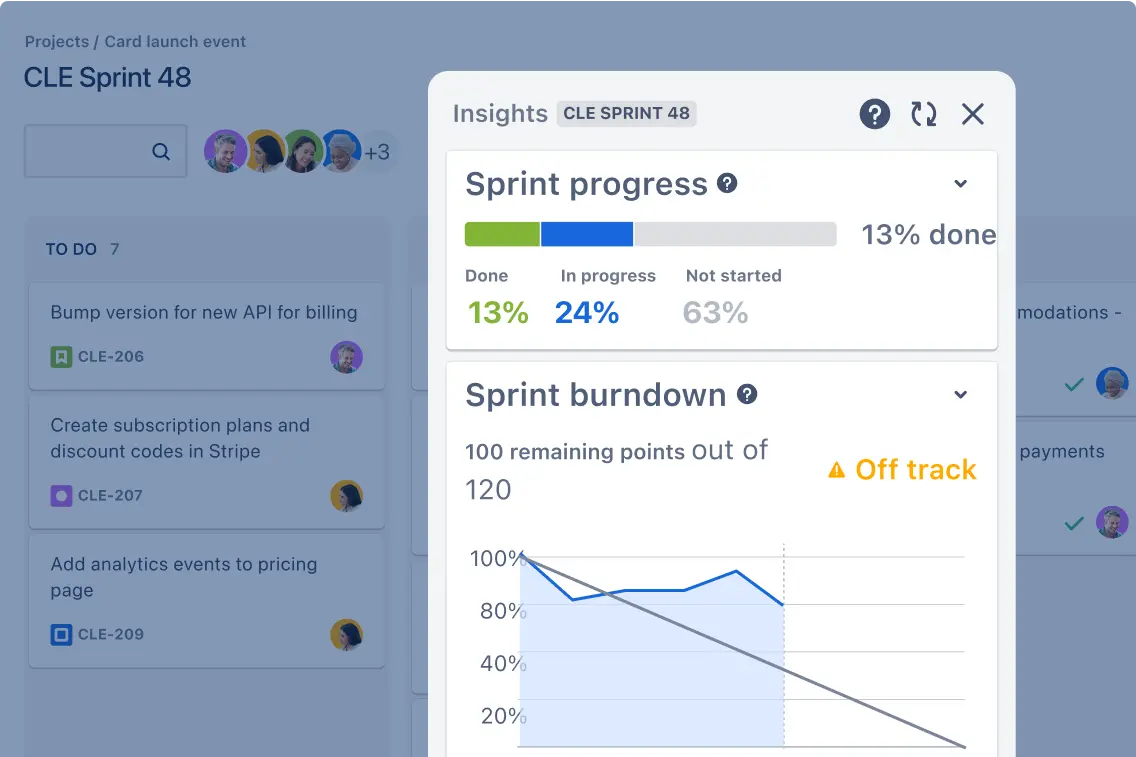 Projects / Card launch event
CLE Sprint 48
+3
TO DO 7
Bump version for new API for billing
CLE-206
Create subscription plans and
discount codes in Stripe
CLE-207
Add analytics events to pricing
page
CLE-209
Insights CLE SPRINT 48
?
Sprint progress ?
13% done
Done In progress Not started
13% 24% 63%
Sprint burndown ?
100 remaining points out of
120
Off track
100%
80%
40%
20%
modations -
payments